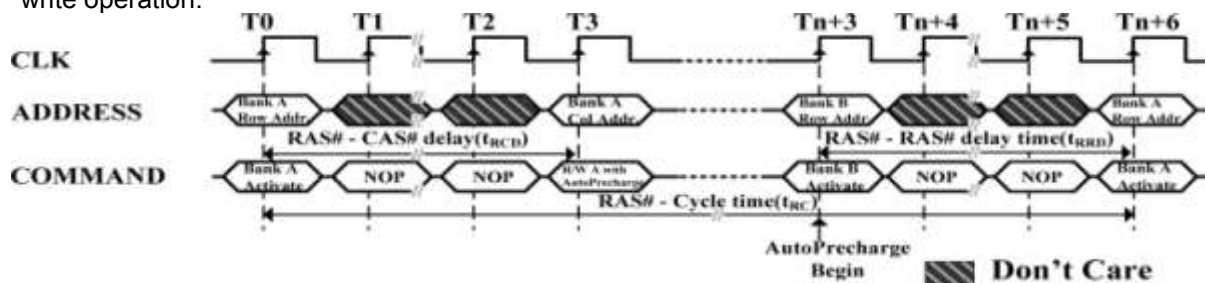 write operation.
T0 T1 T2 T3 Tn+3 Tn+4 Tn+5 Tn+6
CLK
ADDRESS Bank A Row Addr. Bank A Col Addr. Bank B Row Addr. Bank A Row Addr.
RAS# - CAS# delay(tRCD) RAS# - RAS# delay time(tRRD)
COMMAND Bank A Activate NOP NOP R/W A with AutoPrecharge Bank B Activate NOP NOP Bank A Activate
RAS# - Cycle time(tRC)
AutoPrecharge
Begin
Don't Care